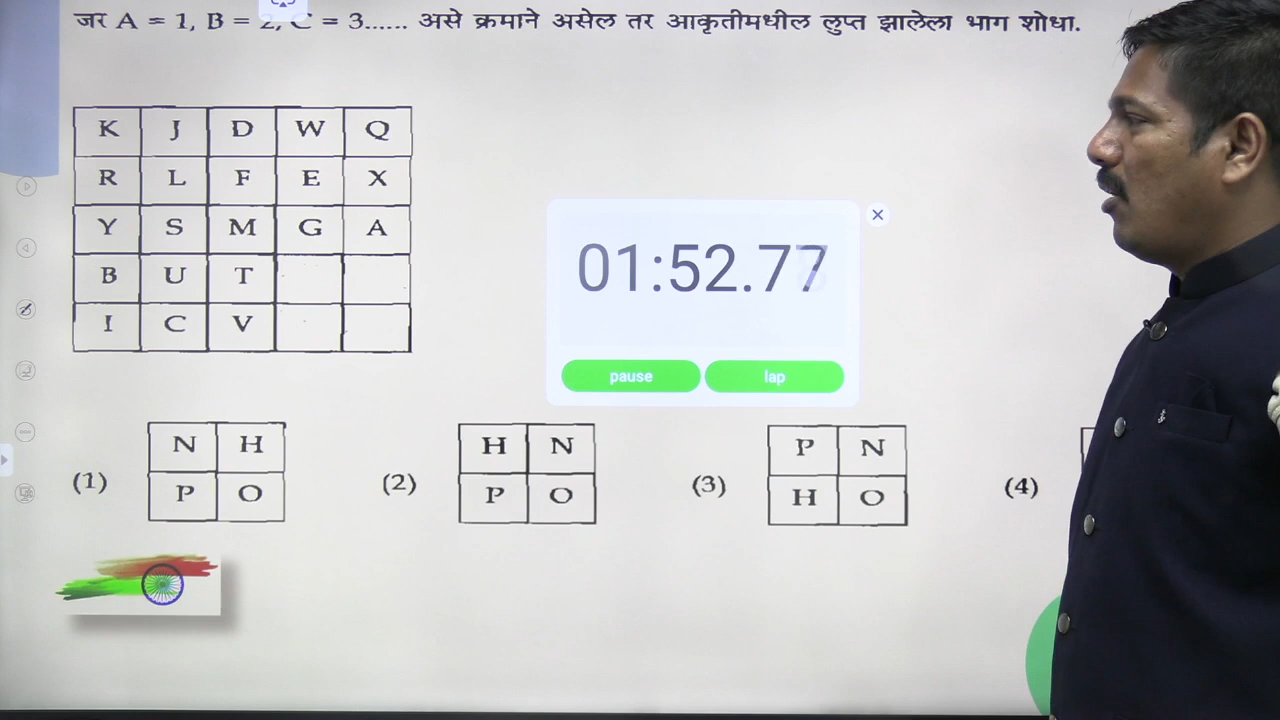 जर A = 1, B = 2, C = 3...... असे क्रमाने असेल तर आकृतीमधील लुप्त झालेला भाग शोधा.
K J D W Q
R L F E X
Y S M G A
B U T
I C V
01:52.77
pause lap
(1) N H P O
(2) H N P O
(3) P N H O
(4)